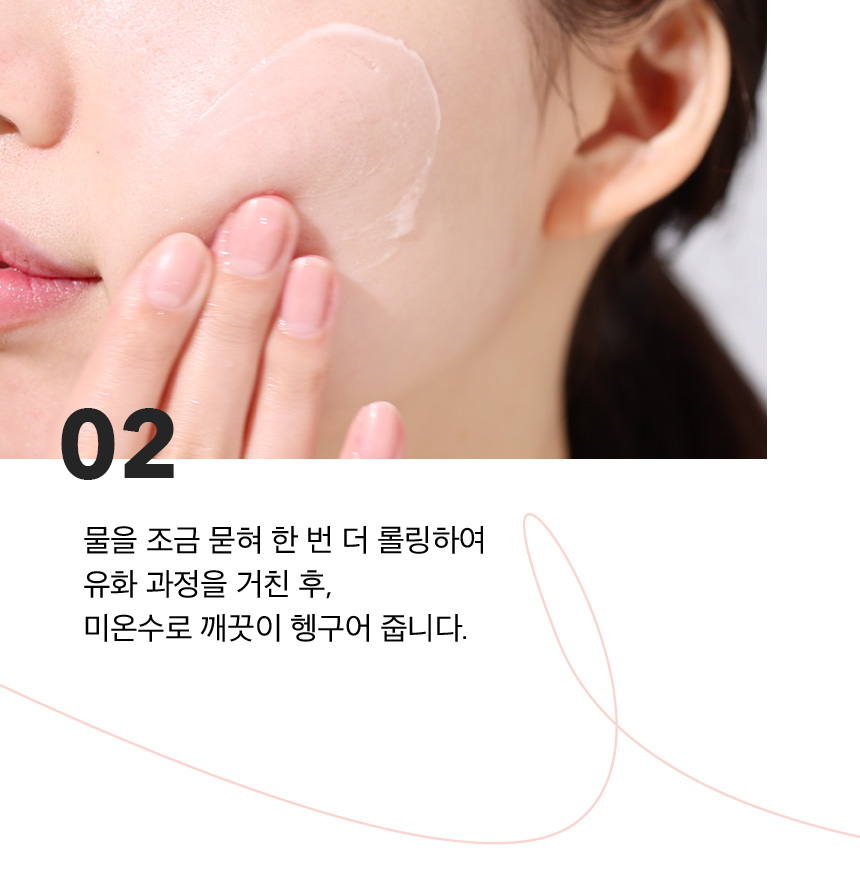 02
물을 조금 묻혀 한 번 더 롤링하여
유화 과정을 거친 후,
미온수로 깨끗이 헹구어 줍니다.